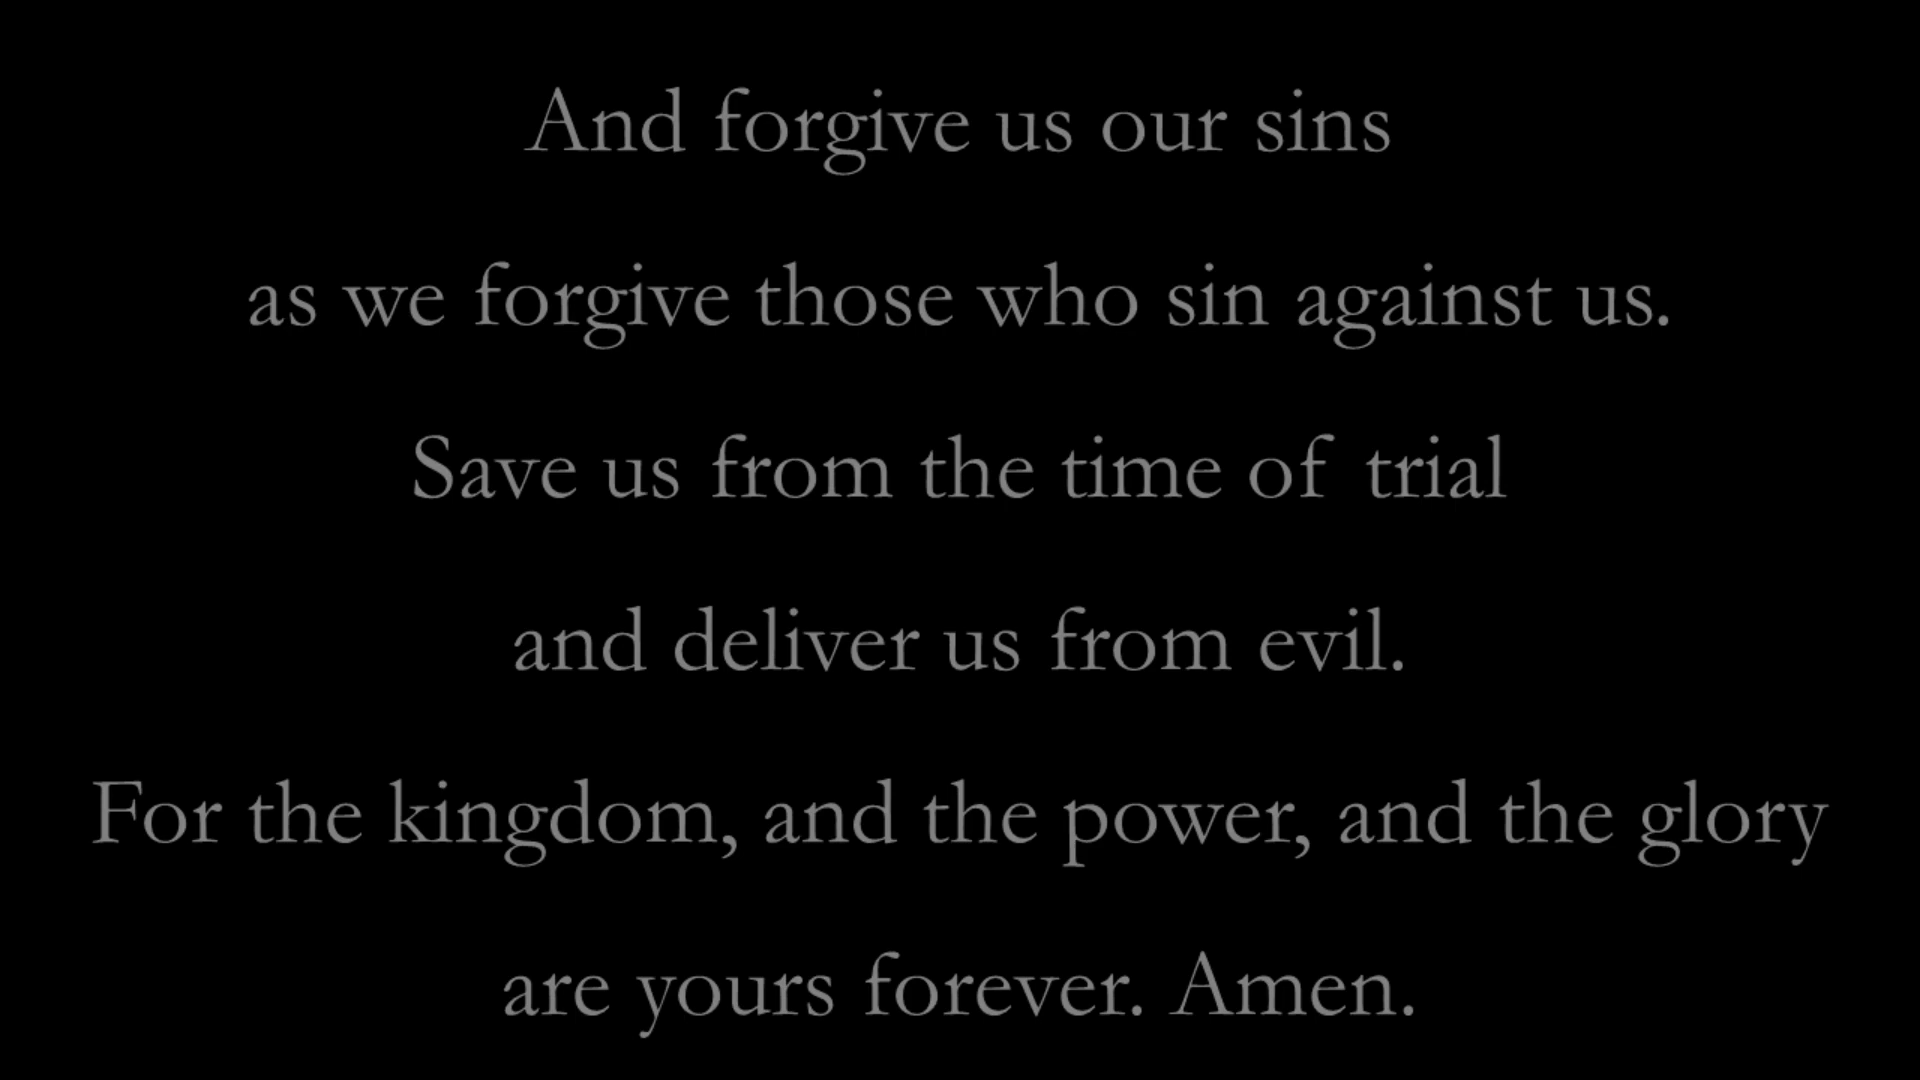 And forgive us our sins
as we forgive those who sin against us.
Save us from the time of trial
and deliver us from evil.
For the kingdom, and the power, and the glory
are yours forever. Amen.